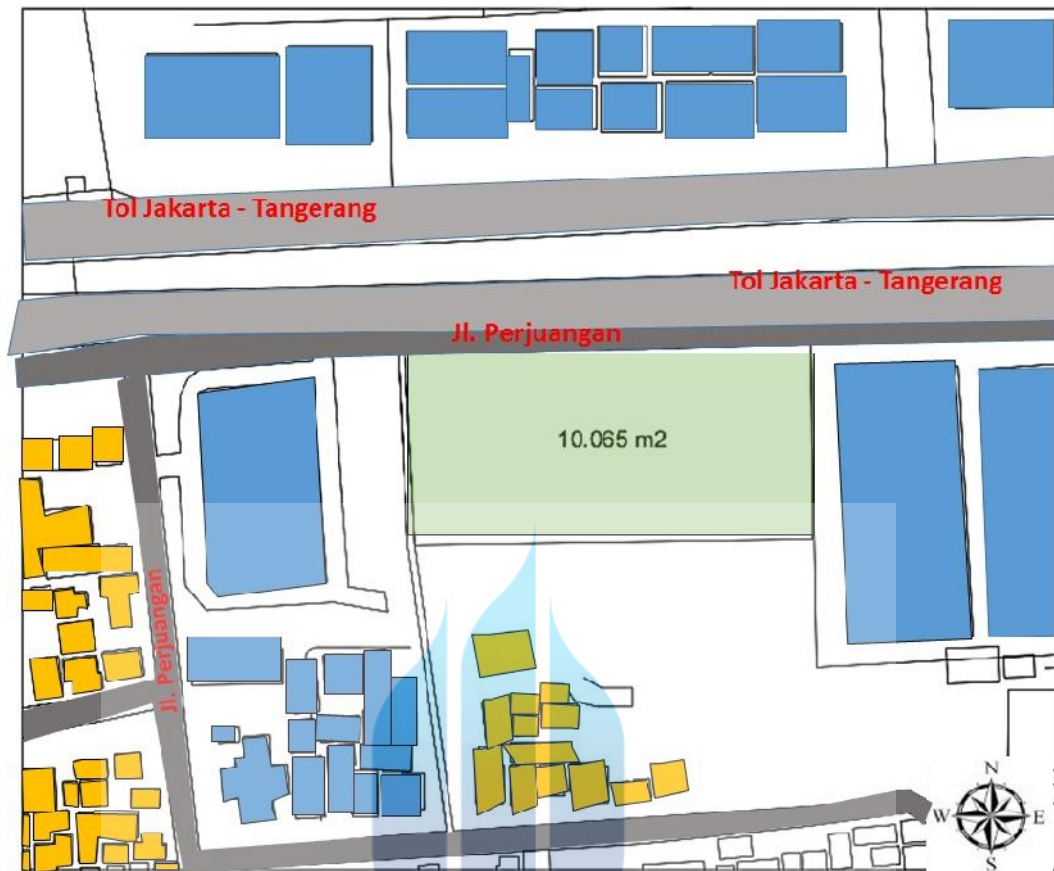 Tol Jakarta - Tangerang
Tol Jakarta - Tangerang
Jl. Perjuangan
10.065 m2
Jl. Perjuangan
N
W
E
S